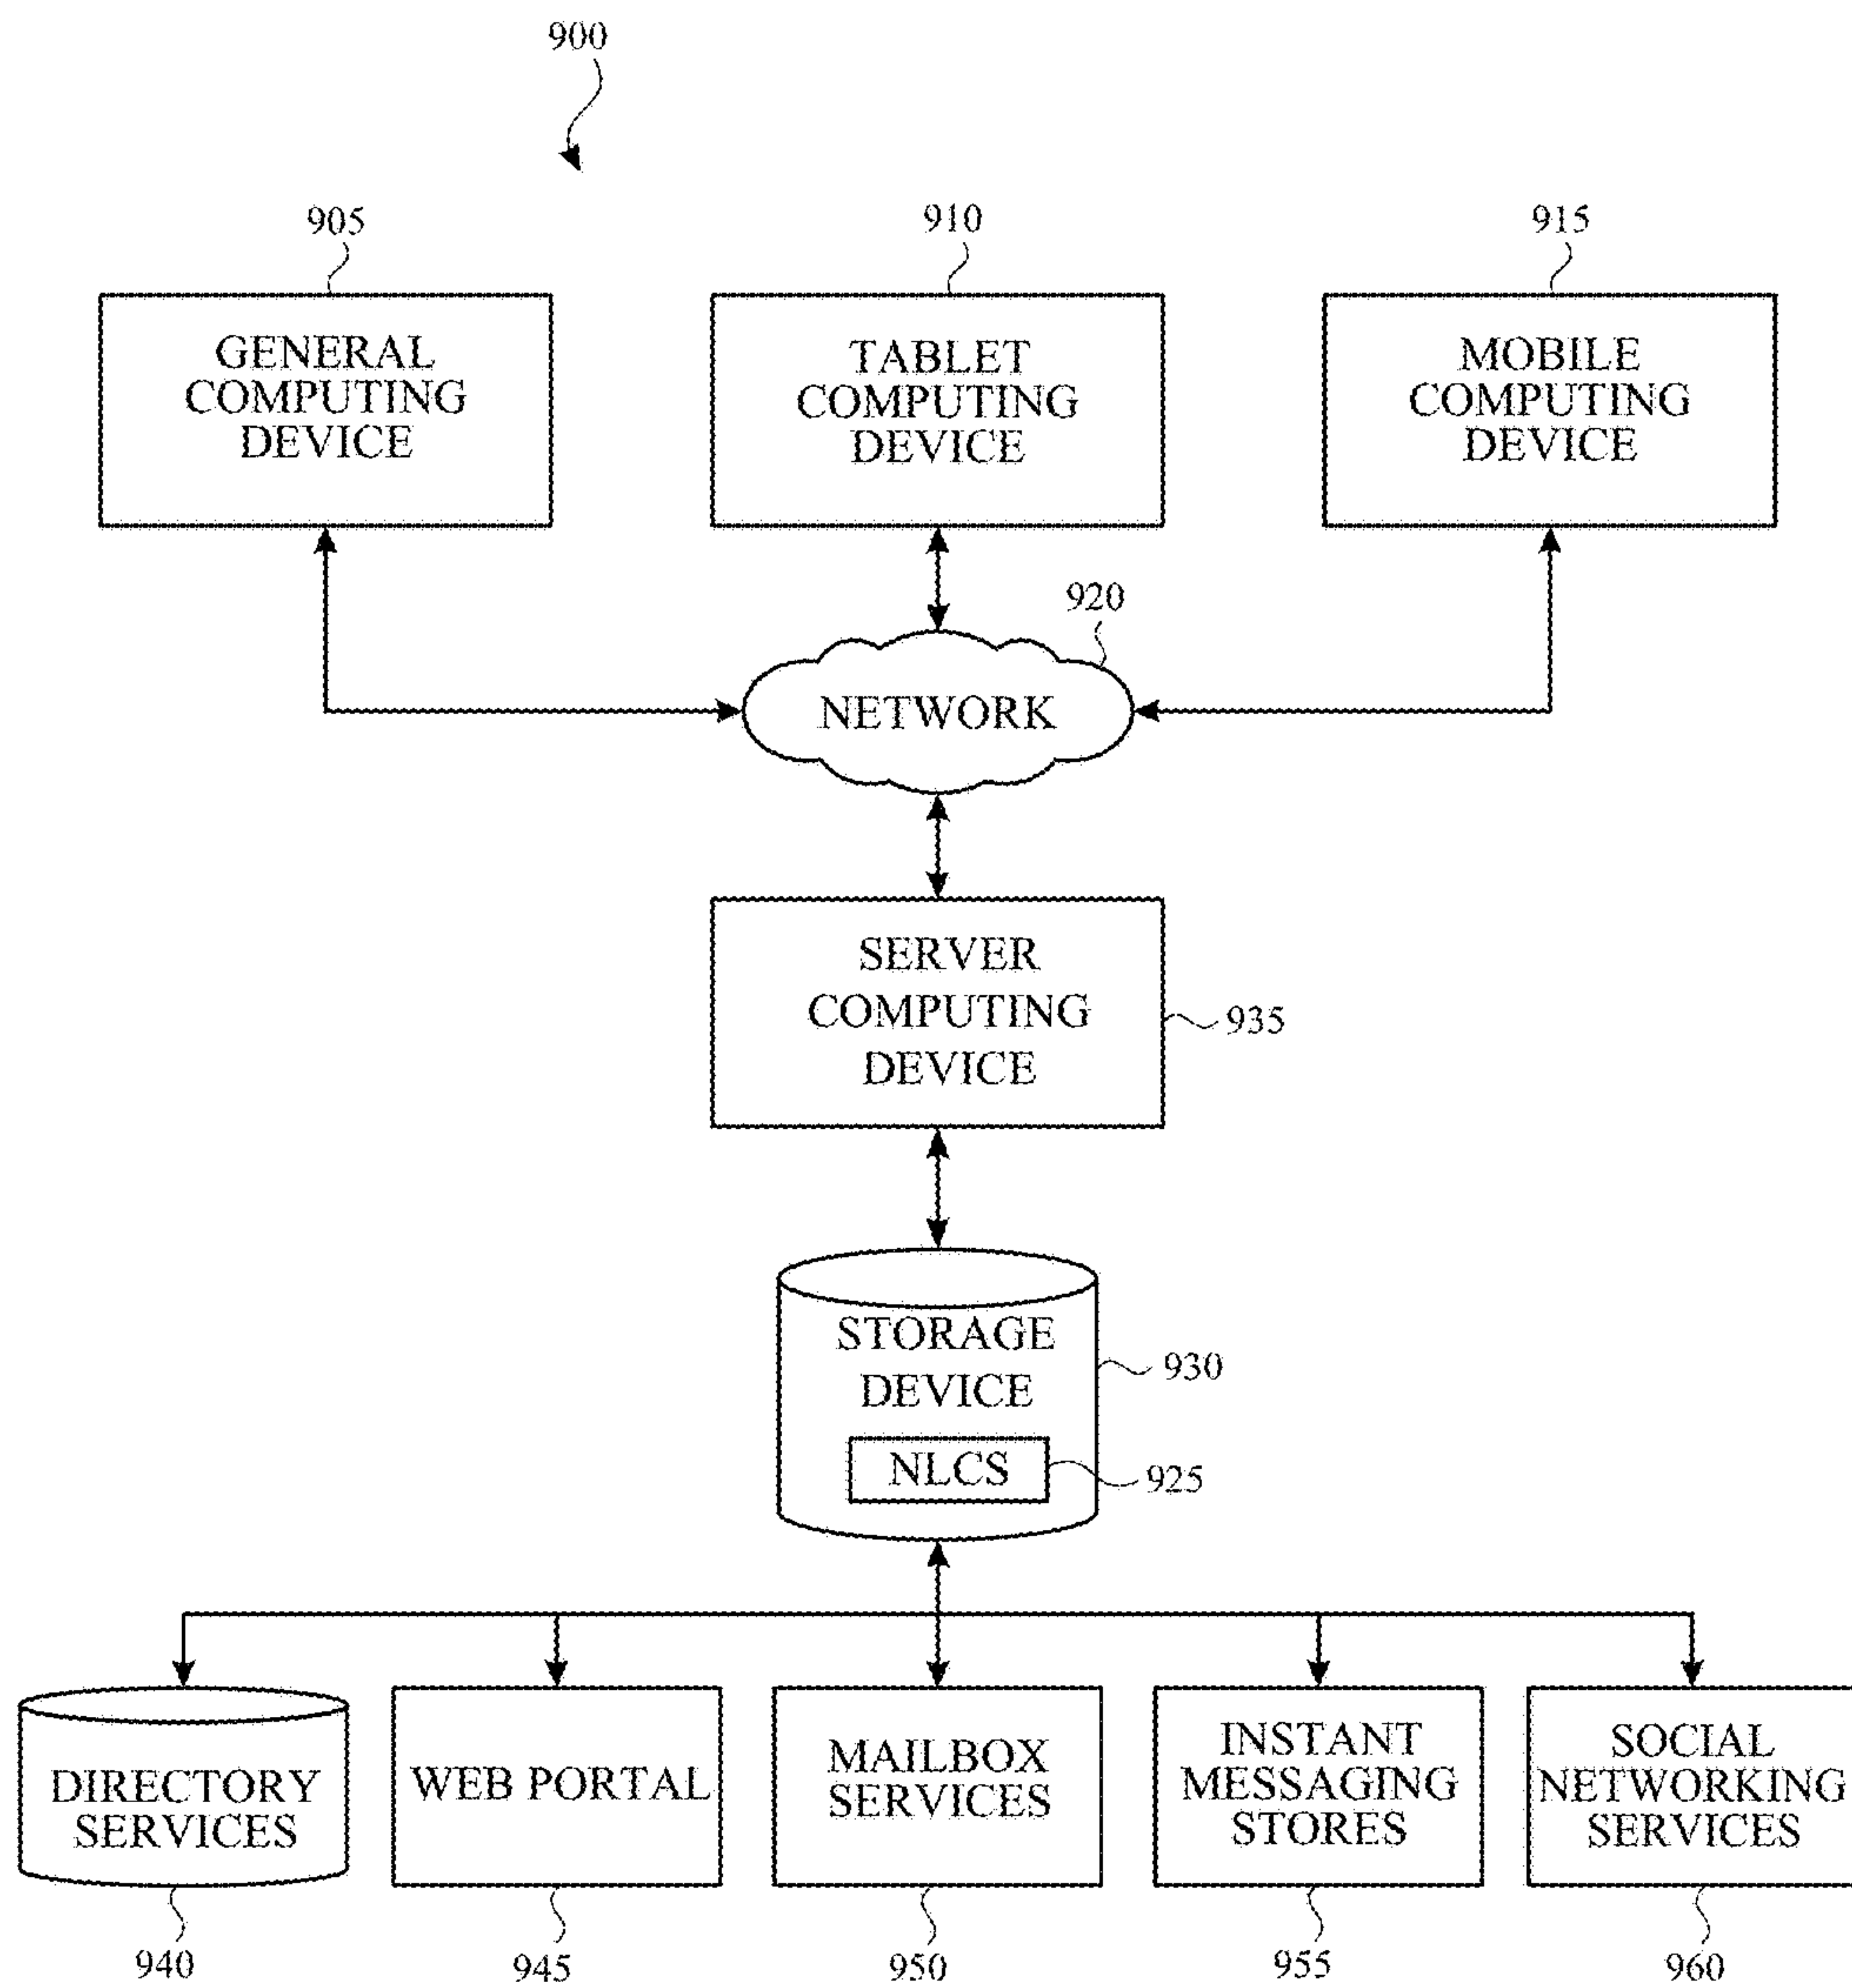 900
905
910
915
GENERAL
COMPUTING
DEVICE
TABLET
COMPUTING
DEVICE
MOBILE
COMPUTING
DEVICE
920
NETWORK
SERVER
COMPUTING
DEVICE
935
STORAGE
DEVICE
930
NLCS
925
DIRECTORY
SERVICES
WEB PORTAL
MAILBOX
SERVICES
INSTANT
MESSAGING
STORES
SOCIAL
NETWORKING
SERVICES
940
945
950
955
960